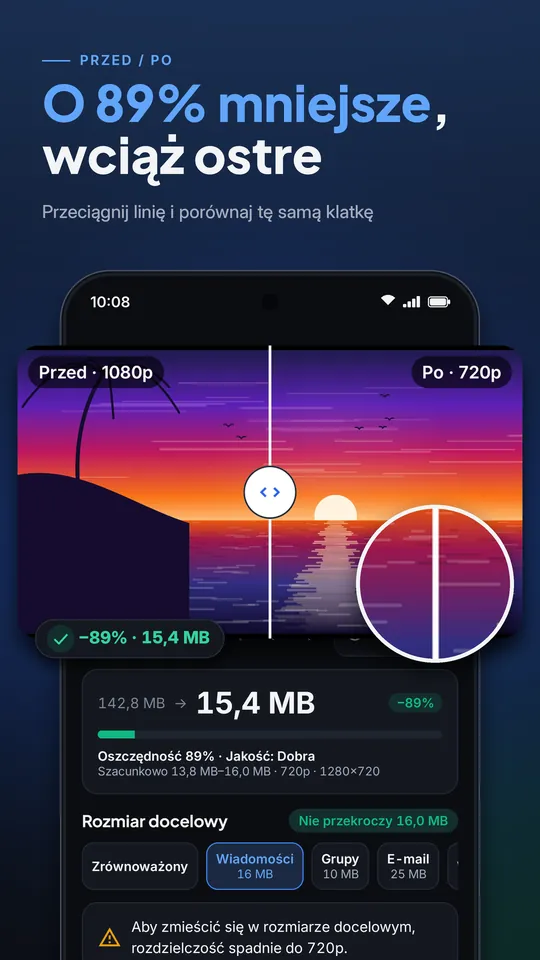 PRZED / PO
O 89% mniejsze,
wciąż ostre
Przeciągnij linię i porównaj tę samą klatkę
10:08
Przed · 1080p
Po · 720p
−89% · 15,4 MB
142,8 MB → 15,4 MB
−89%
Oszczędność 89% · Jakość: Dobra
Szacunkowo 13,8 MB–16,0 MB · 720p · 1280×720
Rozmiar docelowy
Nie przekroczy 16,0 MB
Zrównoważony
Wiadomości
16 MB
Grupy
10 MB
E-mail
25 MB
Aby zmieścić się w rozmiarze docelowym,
rozdzielczość spadnie do 720p.